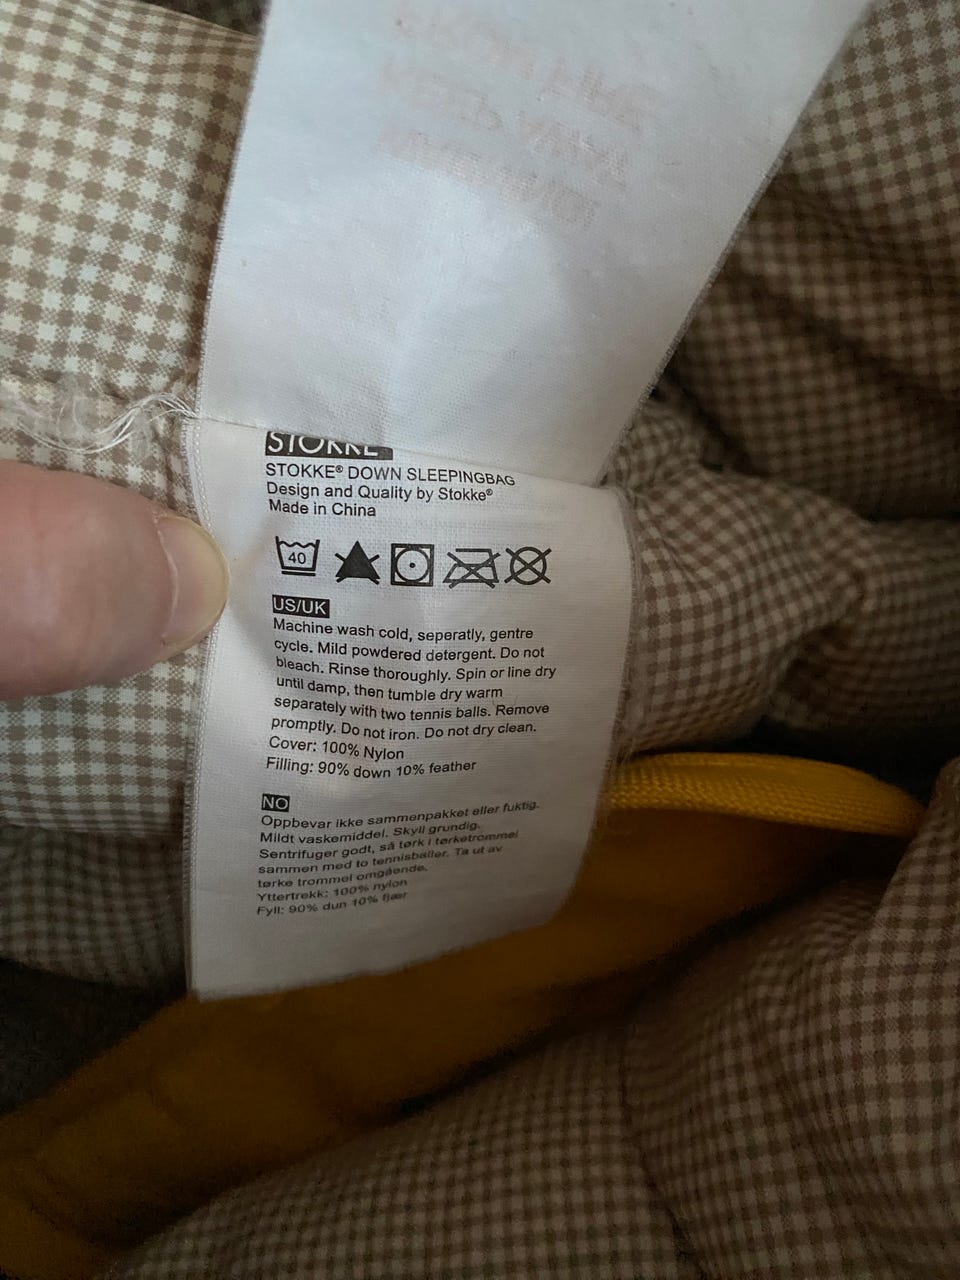 STOKKE
STOKKE® DOWN SLEEPINGBAG
Design and Quality by Stokke®
Made in China
40
US/UK
Machine wash cold, seperatly, gentre
cycle. Mild powdered detergent. Do not
bleach. Rinse thoroughly. Spin or line dry
until damp, then tumble dry warm
separately with two tennis balls. Remove
promptly. Do not iron. Do not dry clean.
Cover: 100% Nylon
Filling: 90% down 10% feather
NO
Oppbevar ikke sammenpakket eller fuktig.
Mildt vaskemiddel. Skyll grundig.
Sentrifuger godt, så tørk i tørketrommel
sammen med to tennisballer. Ta ut av
tørke trommel omgående.
Yttertrekk: 100% nylon
Fyll: 90% dun 10% fjær